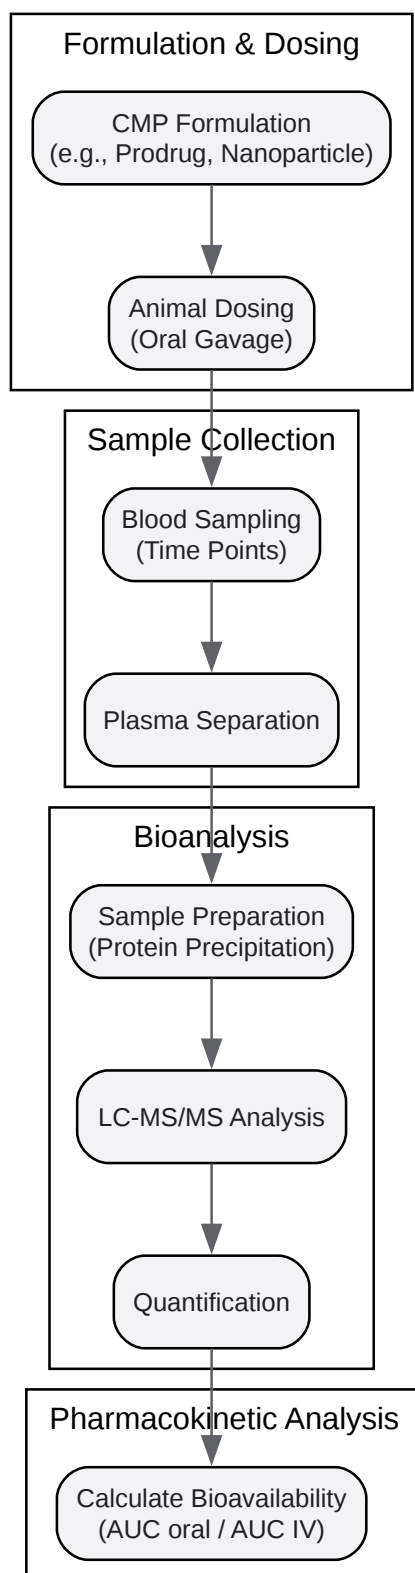 Formulation & Dosing
CMP Formulation
(e.g., Prodrug, Nanoparticle)
Animal Dosing
(Oral Gavage)
Sample Collection
Blood Sampling
(Time Points)
Plasma Separation
Bioanalysis
Sample Preparation
(Protein Precipitation)
LC-MS/MS Analysis
Quantification
Pharmacokinetic Analysis
Calculate Bioavailability
(AUC oral / AUC IV)